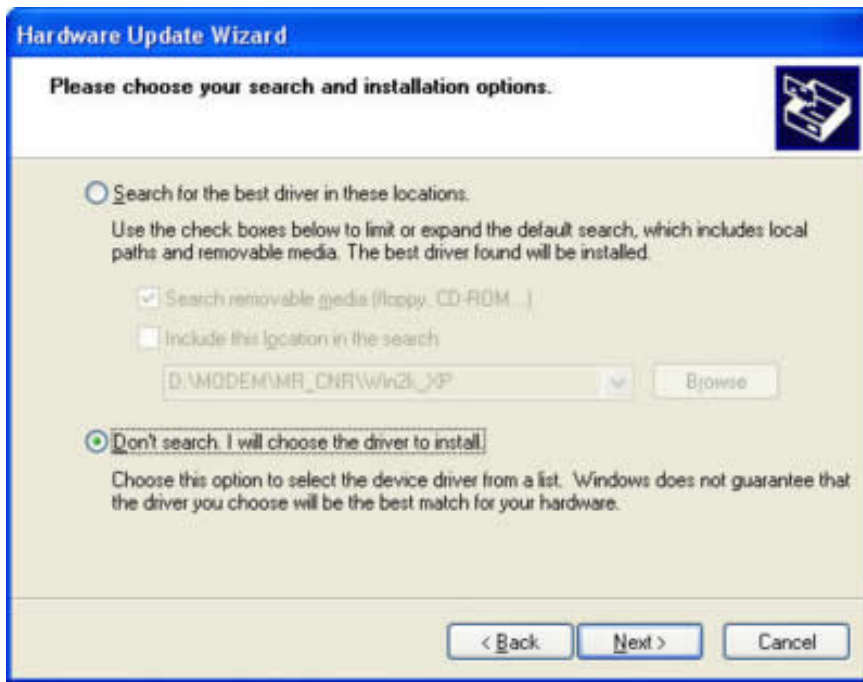 Hardware Update Wizard
Please choose your search and installation options.
Search for the best driver in these locations.
Use the check boxes below to limit or expand the default search, which includes local
paths and removable media. The best driver found will be installed.
Search removable media (floppy, CD-ROM...)
Include this location in the search
D:\MODEM\MR_CNR\Win2k_XP
Browse
Don't search. I will choose the driver to install.
Choose this option to select the device driver from a list. Windows does not guarantee that
the driver you choose will be the best match for your hardware.
< Back
Next >
Cancel